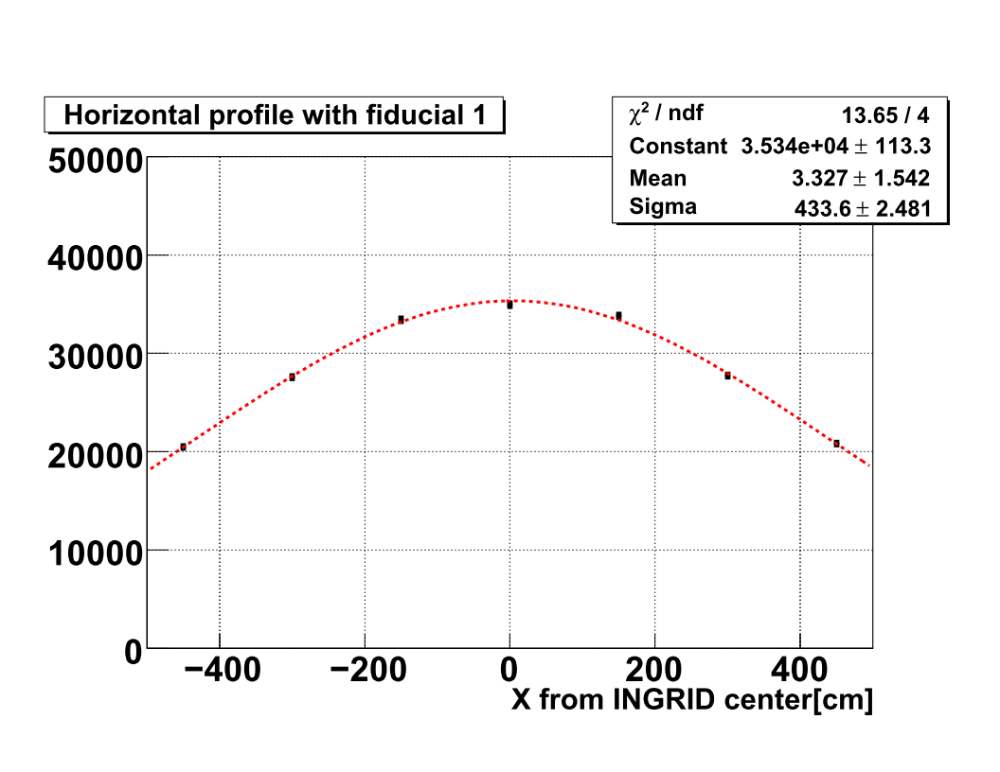 Horizontal profile with fiducial 1
χ² / ndf 13.65 / 4
Constant 3.534e+04 ± 113.3
Mean 3.327 ± 1.542
Sigma 433.6 ± 2.481
50000
40000
30000
20000
10000
0
−400 −200 0 200 400
X from INGRID center[cm]